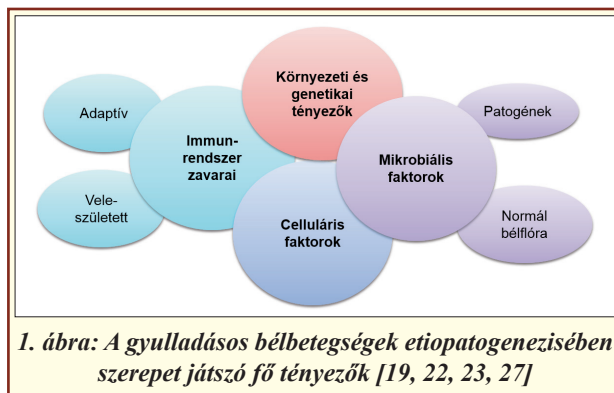 Környezeti és
genetikai
tényezők
Adaptív
Patogének
Immun-
rendszer
zavarai
Mikrobiális
faktorok
Vele-
született
Celluláris
faktorok
Normál
bélflóra
1. ábra: A gyulladásos bélbetegségek etiopatogenezisében
szerepet játszó fő tényezők [19, 22, 23, 27]